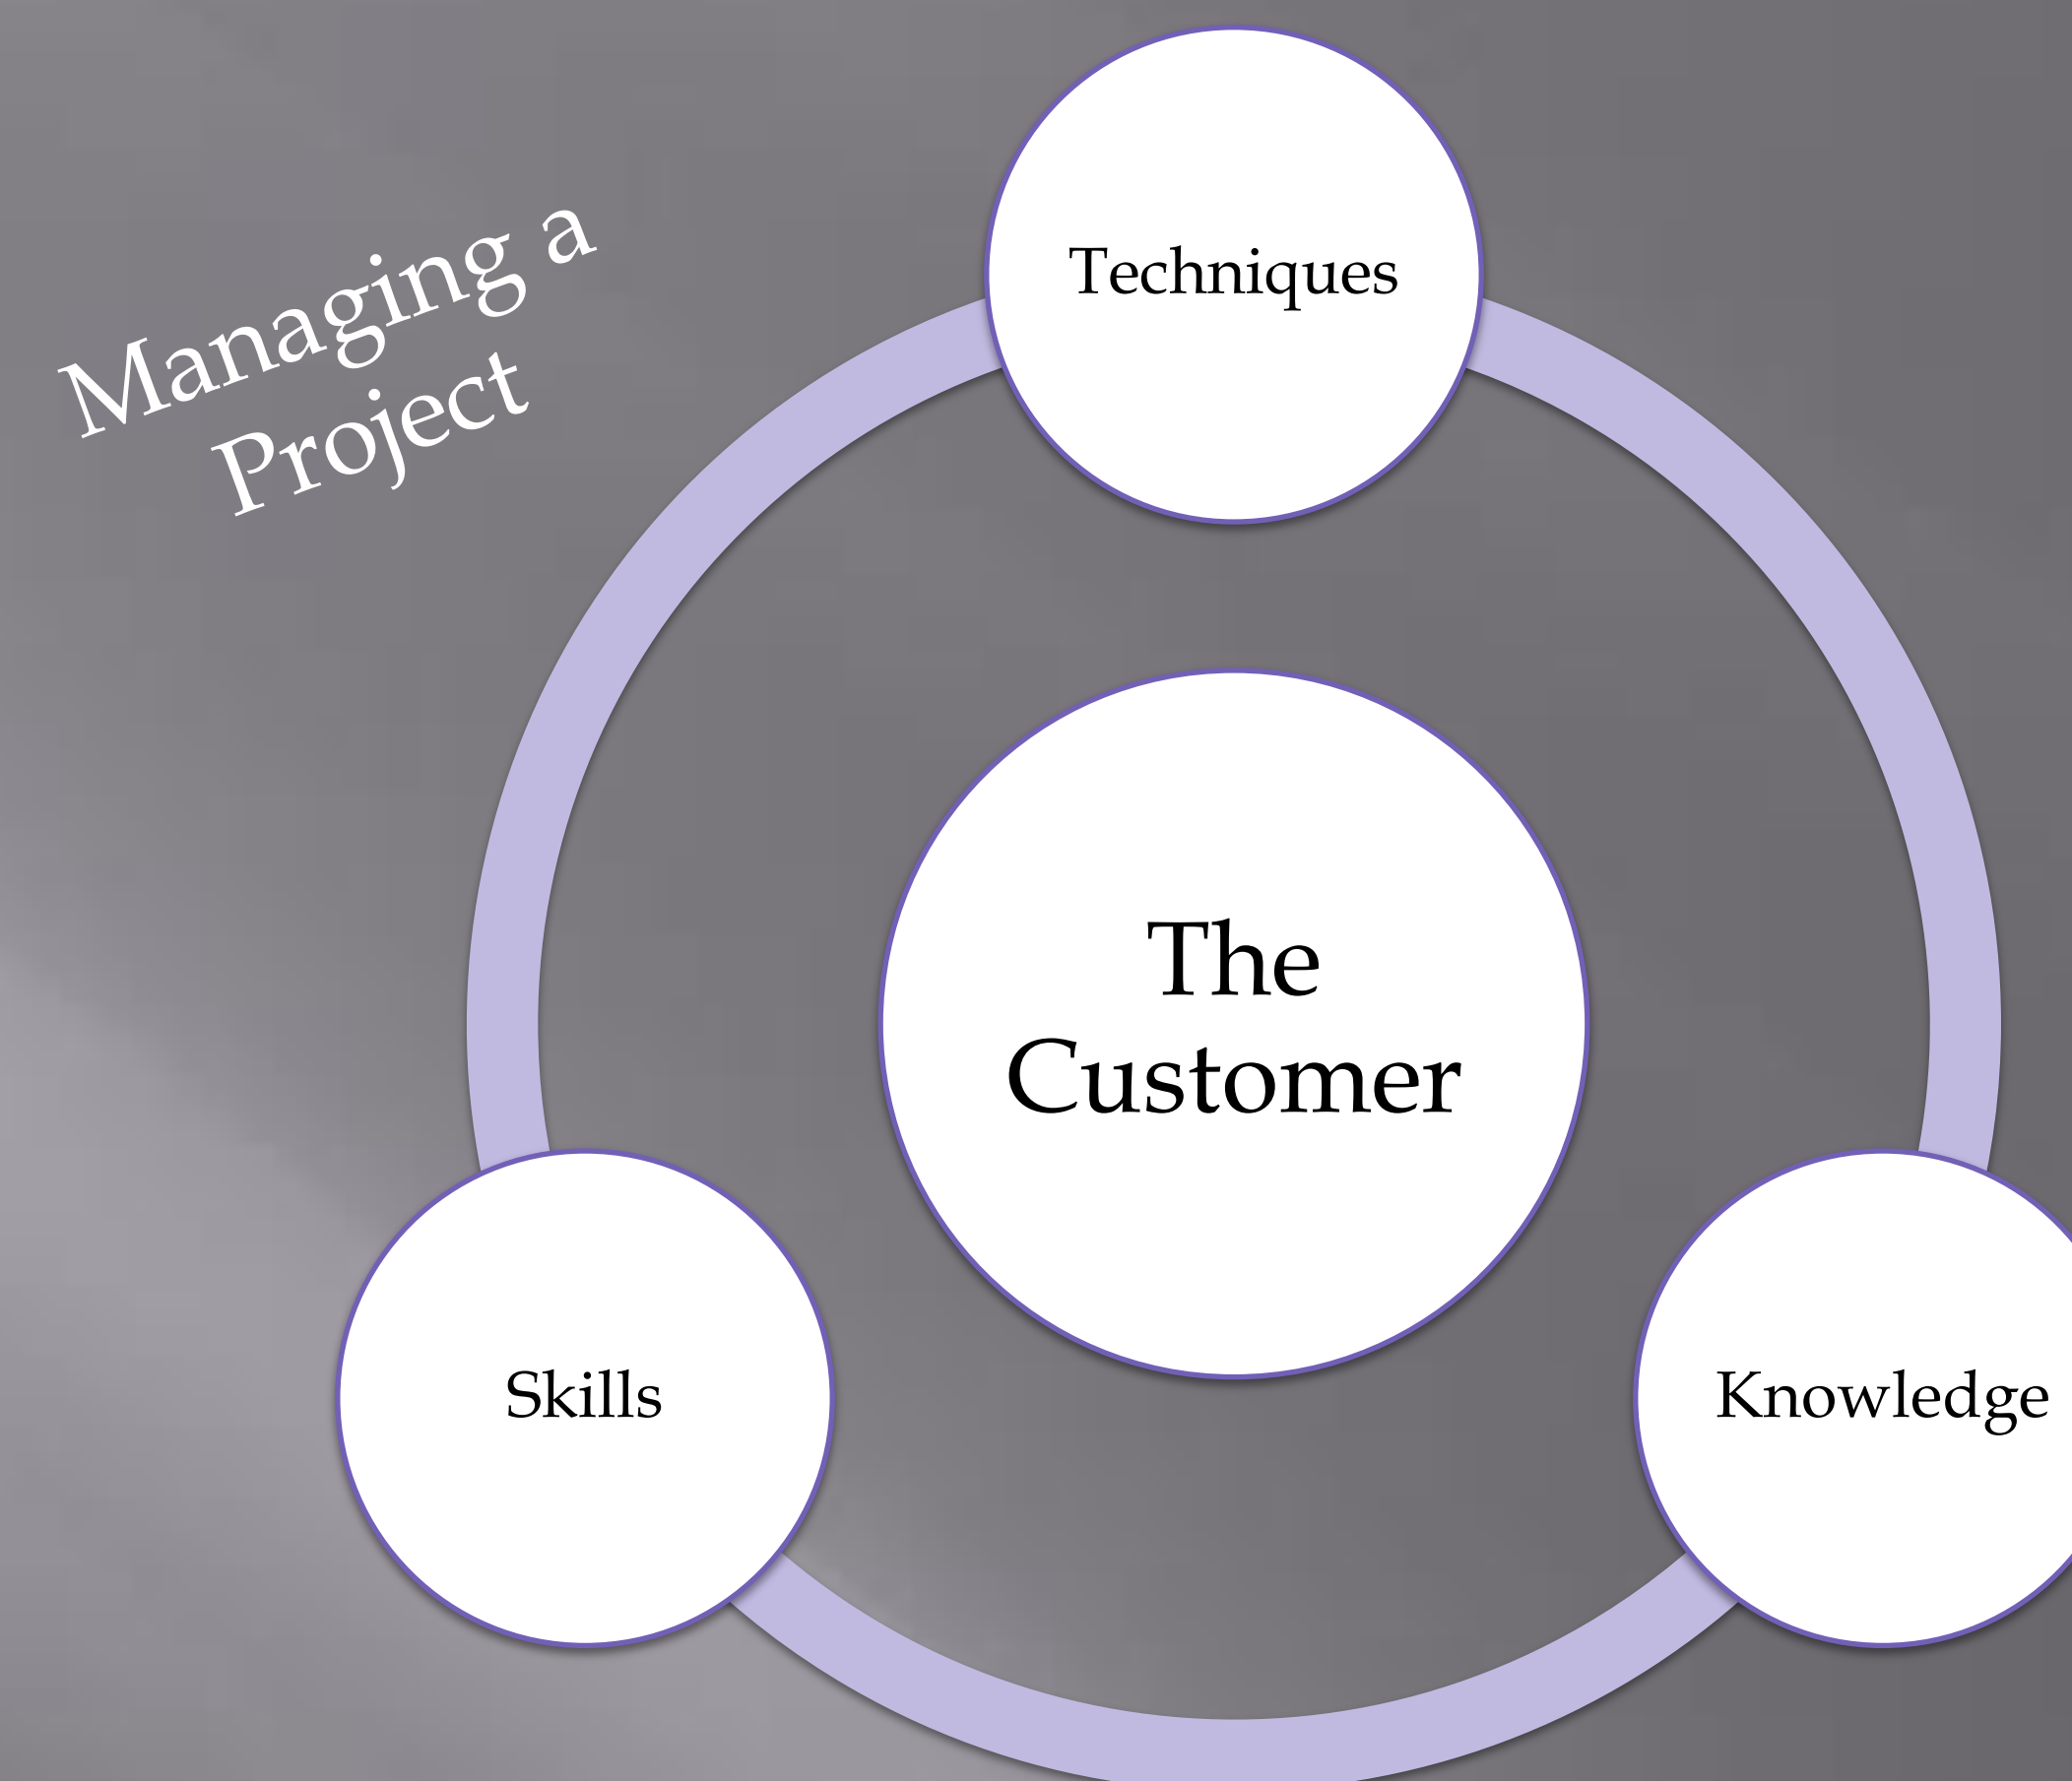 Managing a
Project
Techniques
The
Customer
Skills
Knowledge